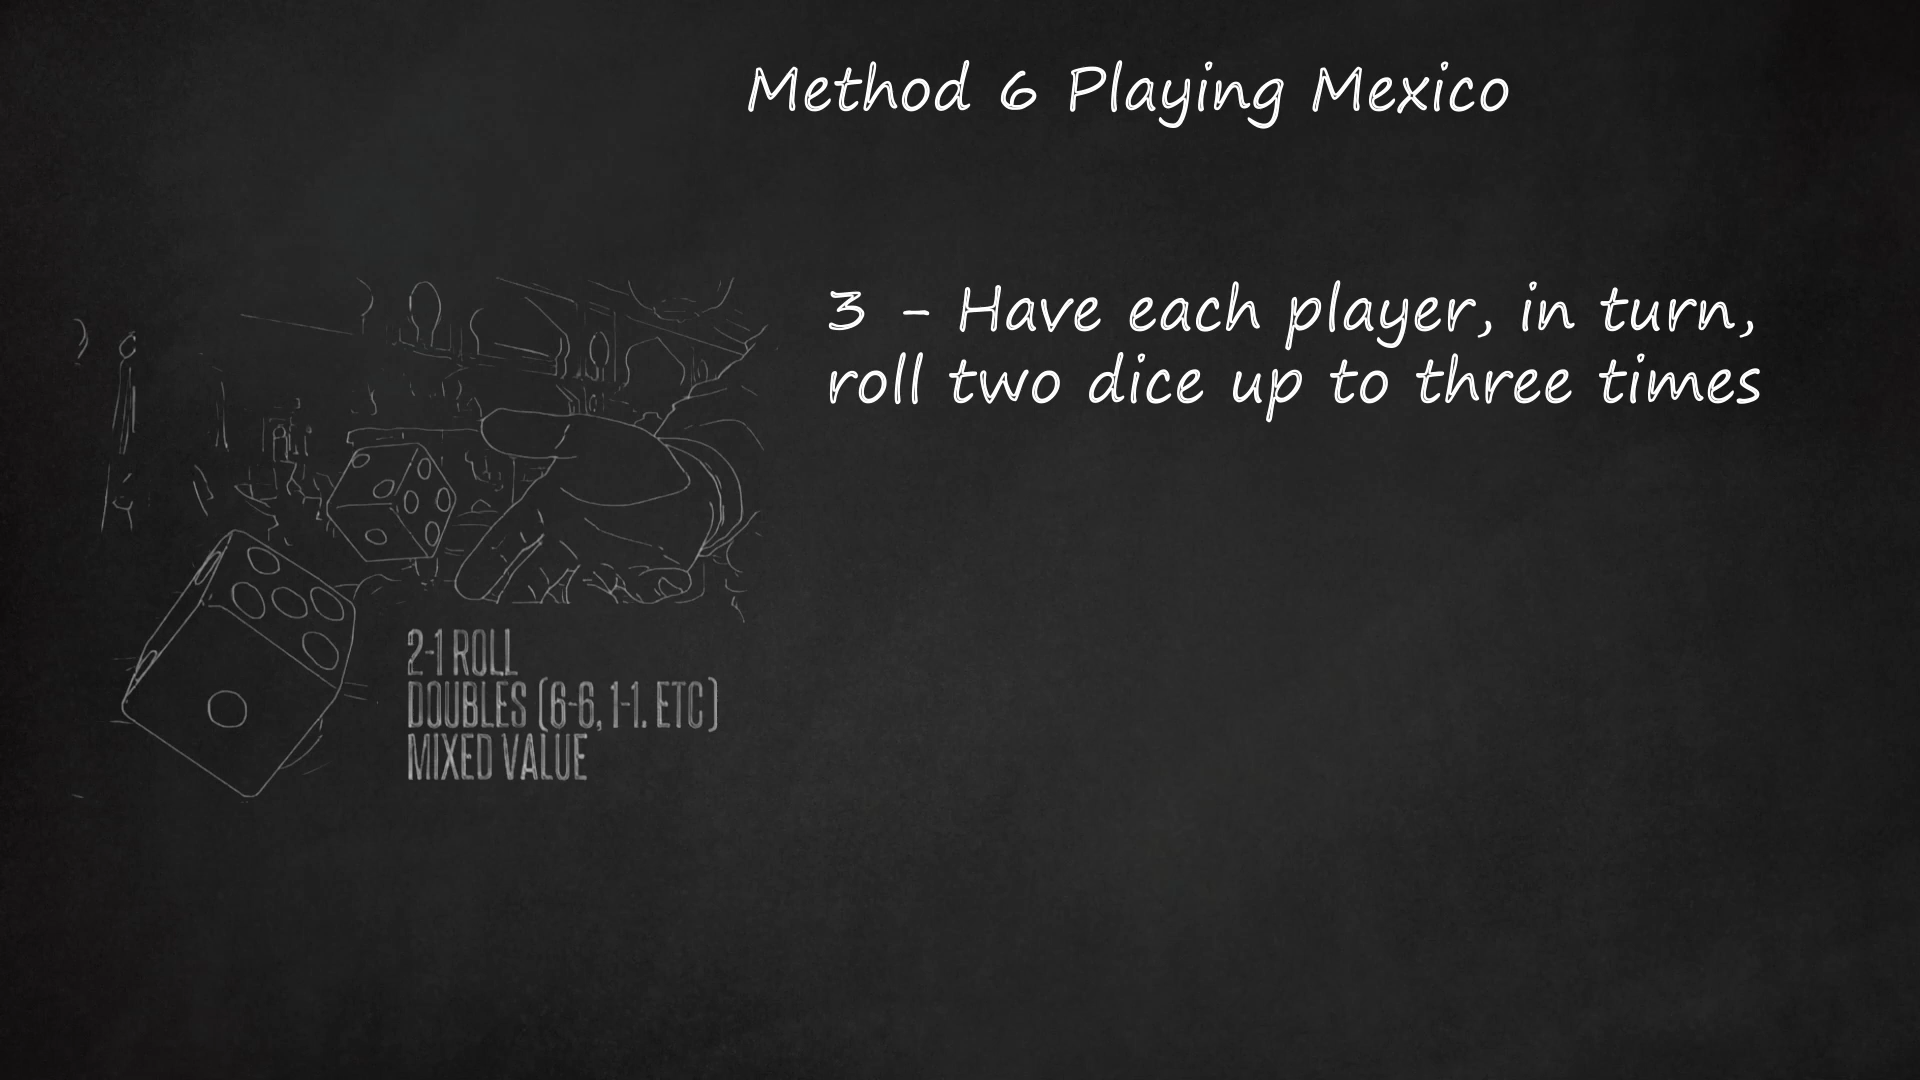 Method 6 Playing Mexico
3 - Have each player, in turn,
roll two dice up to three times
2-1 ROLL
DOUBLES (6-6, 1-1. ETC)
MIXED VALUE